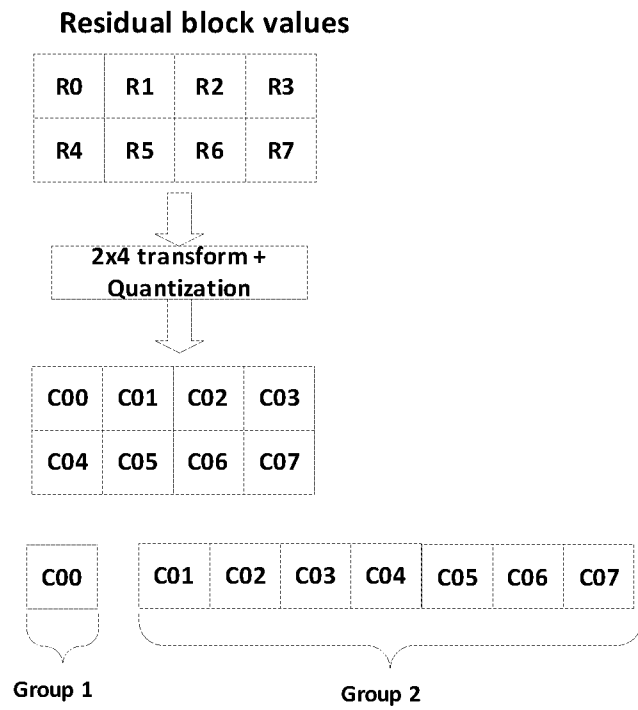 Residual block values
R0 R1 R2 R3
R4 R5 R6 R7
2x4 transform +
Quantization
C00 C01 C02 C03
C04 C05 C06 C07
C00 C01 C02 C03 C04 C05 C06 C07
Group 1 Group 2